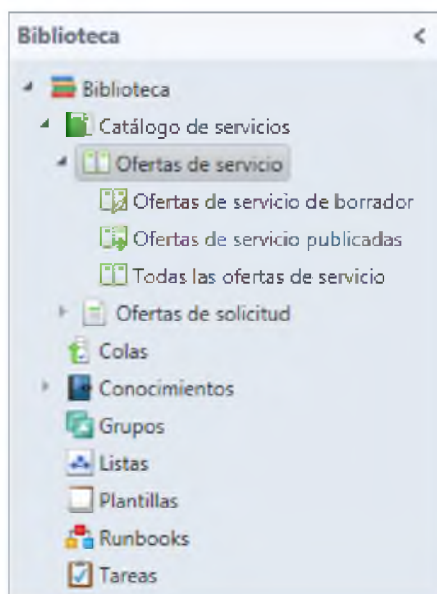 Biblioteca
Biblioteca
Catálogo de servicios
Ofertas de servicio
Ofertas de servicio de borrador
Ofertas de servicio publicadas
Todas las ofertas de servicio
Ofertas de solicitud
Colas
Conocimientos
Grupos
Listas
Plantillas
Runbooks
Tareas